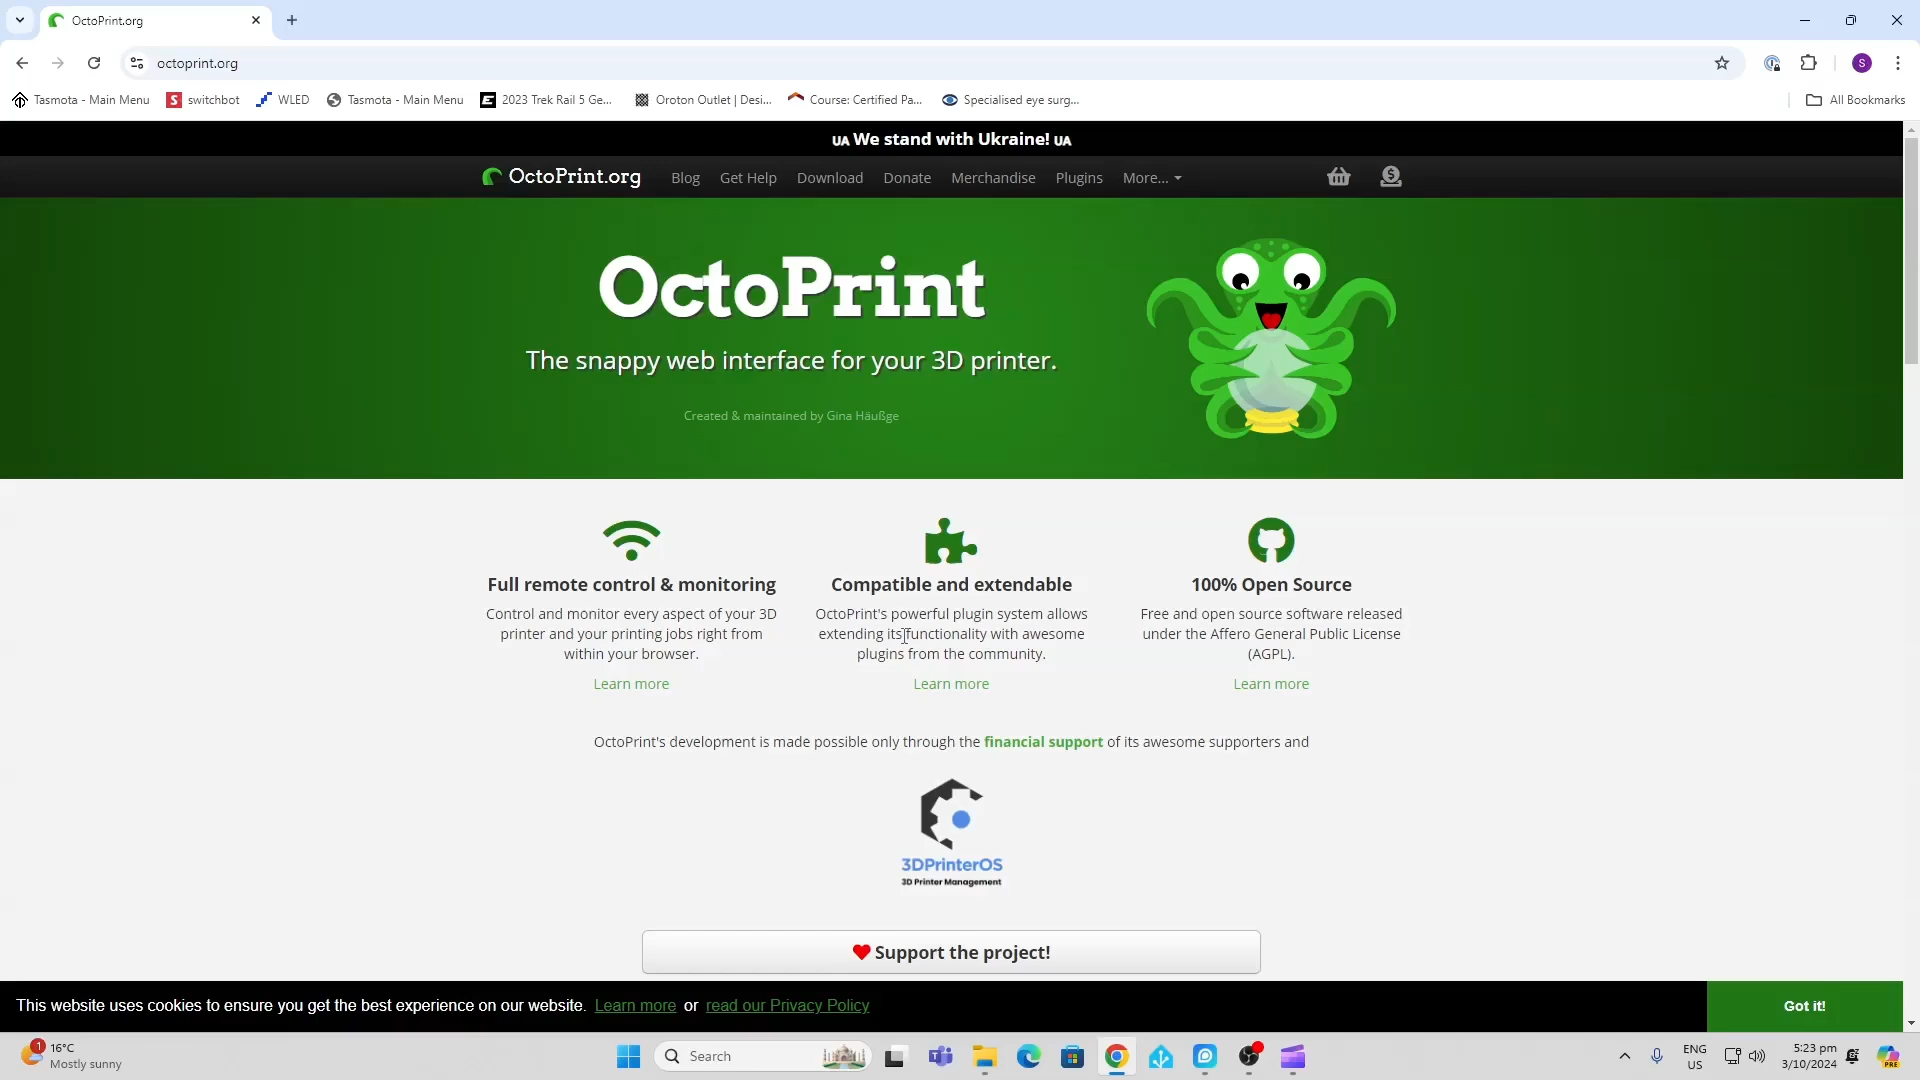 OctoPrint.org
octoprint.org
Tasmota - Main Menu
switchbot
WLED
Tasmota - Main Menu
2023 Trek Rail 5 Ge...
Oroton Outlet | Desi...
Course: Certified Pa...
Specialised eye surg...
All Bookmarks
UA We stand with Ukraine! UA
OctoPrint.org
Blog
Get Help
Download
Donate
Merchandise
Plugins
More...
OctoPrint
The snappy web interface for your 3D printer.
Created & maintained by Gina Häußge
Full remote control & monitoring
Control and monitor every aspect of your 3D
printer and your printing jobs right from
within your browser.
Learn more
Compatible and extendable
OctoPrint's powerful plugin system allows
extending its functionality with awesome
plugins from the community.
Learn more
100% Open Source
Free and open source software released
under the Affero General Public License
(AGPL).
Learn more
OctoPrint's development is made possible only through the financial support of its awesome supporters and
3DPrinterOS
3D Printer Management
Support the project!
This website uses cookies to ensure you get the best experience on our website. Learn more or read our Privacy Policy
Got it!
1
16°C
Mostly sunny
Search
ENG
US
5:23 pm
3/10/2024
PRE
S